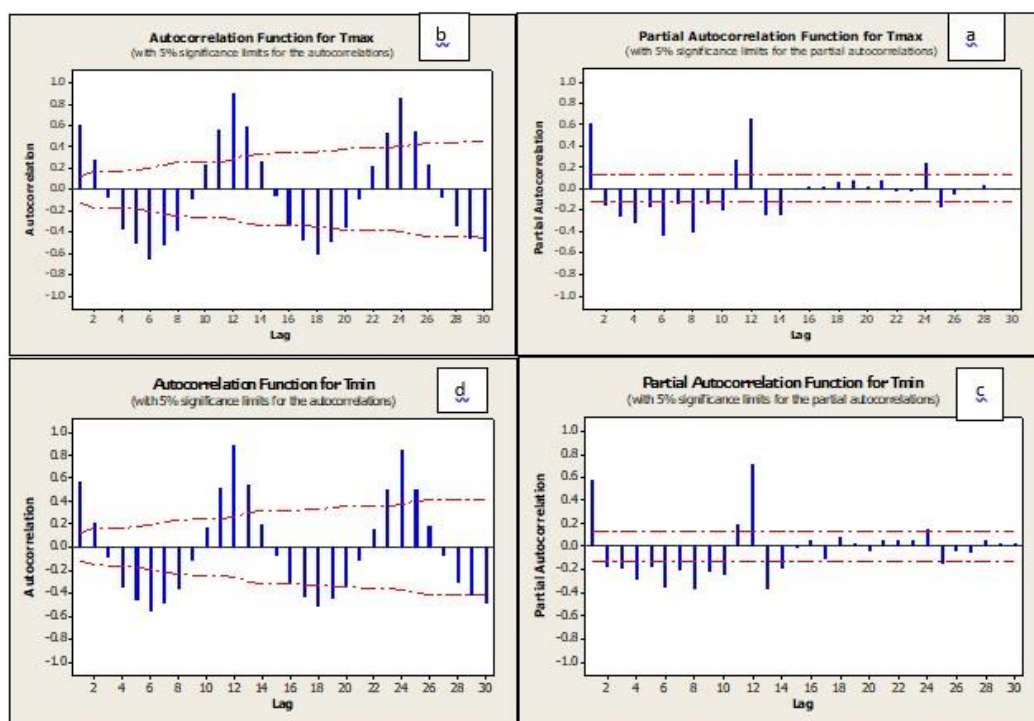 Autocorrelation Function for Tmax
(with 5% significance limits for the autocorrelations)
b
1.0
0.8
0.6
0.4
0.2
0.0
-0.2
-0.4
-0.6
-0.8
-1.0
Autocorrelation
2 4 6 8 10 12 14 16 18 20 22 24 26 28 30
Lag
Partial Autocorrelation Function for Tmax
(with 5% significance limits for the partial autocorrelations)
a
1.0
0.8
0.6
0.4
0.2
0.0
-0.2
-0.4
-0.6
-0.8
-1.0
Partial Autocorrelation
2 4 6 8 10 12 14 16 18 20 22 24 26 28 30
Lag
Autocorrelation Function for Tmin
(with 5% significance limits for the autocorrelations)
d
1.0
0.8
0.6
0.4
0.2
0.0
-0.2
-0.4
-0.6
-0.8
-1.0
Autocorrelation
2 4 6 8 10 12 14 16 18 20 22 24 26 28 30
Lag
Partial Autocorrelation Function for Tmin
(with 5% significance limits for the partial autocorrelations)
c
1.0
0.8
0.6
0.4
0.2
0.0
-0.2
-0.4
-0.6
-0.8
-1.0
Partial Autocorrelation
2 4 6 8 10 12 14 16 18 20 22 24 26 28 30
Lag